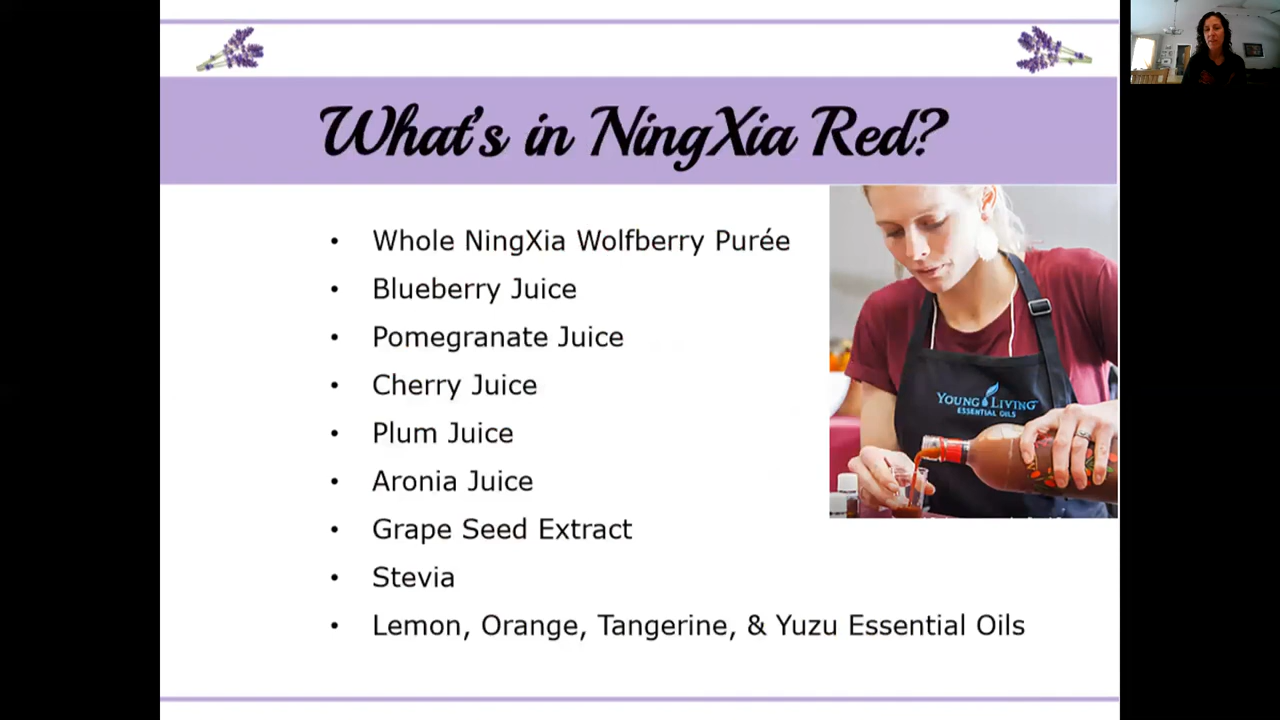 What's in NingXia Red?
Whole NingXia Wolfberry Purée
Blueberry Juice
Pomegranate Juice
Cherry Juice
Plum Juice
Aronia Juice
Grape Seed Extract
Stevia
Lemon, Orange, Tangerine, & Yuzu Essential Oils
YOUNG LIVING
ESSENTIAL OILS